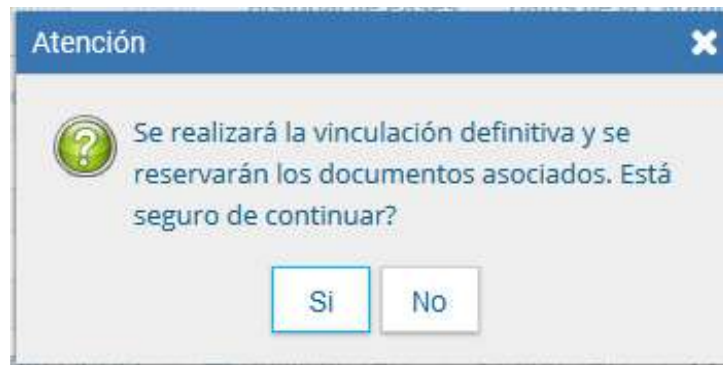 Atención
Se realizará la vinculación definitiva y se
reservarán los documentos asociados. Está
seguro de continuar?
Si
No